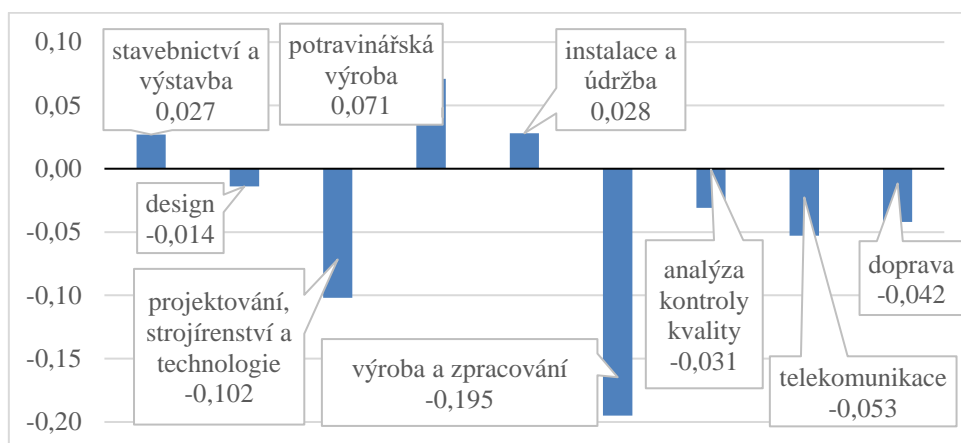 0,10
0,05
0,00
-0,05
-0,10
-0,15
-0,20
stavebnictví a
výstavba
0,027
design
-0,014
projektování,
strojírenství a
technologie
-0,102
potravinářská
výroba
0,071
instalace a
údržba
0,028
výroba a zpracování
-0,195
analýza
kontroly
kvality
-0,031
telekomunikace
-0,053
doprava
-0,042